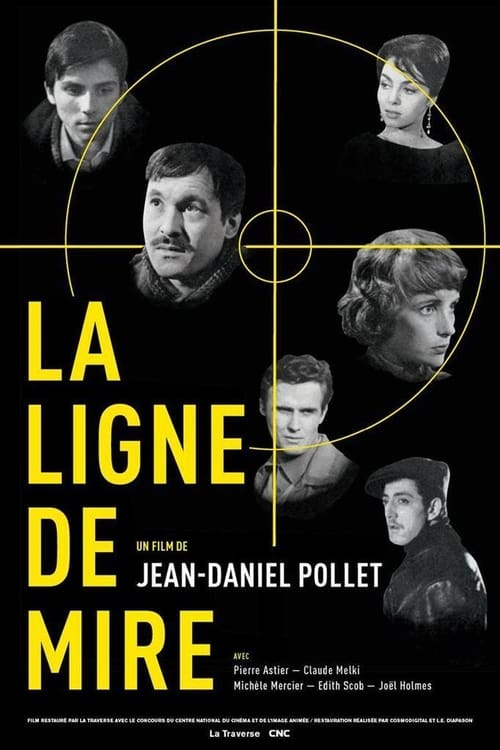 LA
LIGNE
DE
MIRE
UN FILM DE
JEAN-DANIEL POLLET
AVEC
Pierre Astier — Claude Melki
Michèle Mercier — Edith Scob — Joël Holmes
FILM RESTAURÉ PAR LA TRAVERSE AVEC LE CONCOURS DU CENTRE NATIONAL DU CINÉMA ET DE L'IMAGE ANIMÉE / RESTAURATION RÉALISÉE PAR COSMODIGITAL ET L.E. DIAPASON
La Traverse CNC